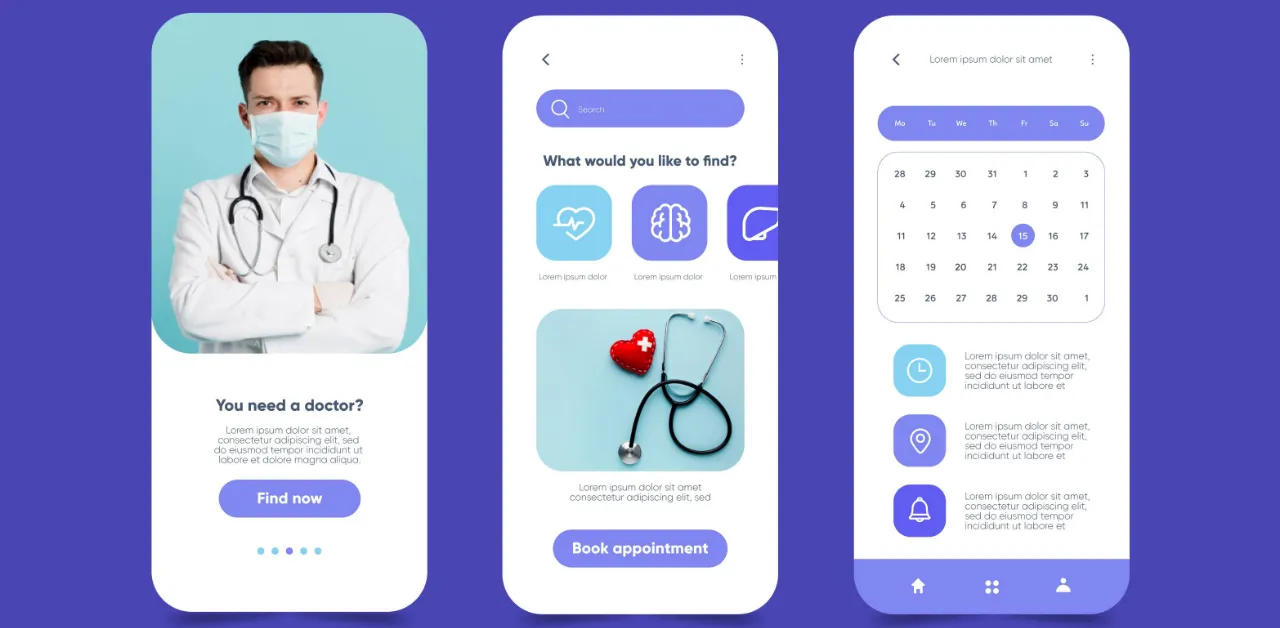 You need a doctor?
Lorem ipsum dolor sit amet,
consectetur adipiscing elit, sed
do eiusmod tempor incididunt ut
labore et dolore magna aliqua.
Find now
Search
What would you like to find?
Lorem ipsum dolor
Lorem ipsum dolor
Lorem ipsum
Lorem ipsum dolor sit amet
consectetur adipiscing elit, sed
Book appointment
Lorem ipsum dolor sit amet
Mo Tu We Th Fr Sa Su
28 29 30 31 1 2 3
4 5 6 7 8 9 11
11 12 13 14 15 16 17
18 19 20 21 22 23 24
25 26 27 28 29 30 1
Lorem ipsum dolor sit amet,
consectetur adipiscing elit,
sed do eiusmod tempor
incididunt ut labore et
Lorem ipsum dolor sit amet,
consectetur adipiscing elit,
sed do eiusmod tempor
incididunt ut labore et
Lorem ipsum dolor sit amet,
consectetur adipiscing elit,
sed do eiusmod tempor
incididunt ut labore et